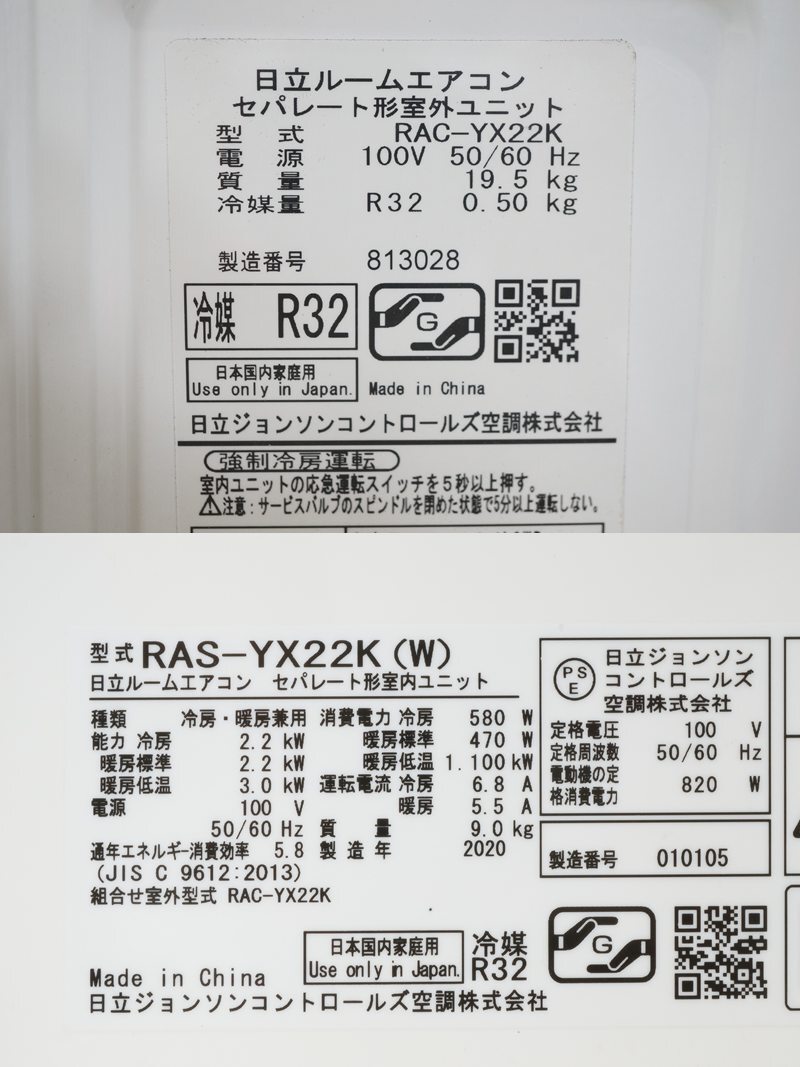 日立ルームエアコン
セパレート形室外ユニット
型 式 RAC-YX22K
電 源 100V 50/60 Hz
質 量 19.5 kg
冷媒量 R32 0.50 kg
製造番号 813028
冷媒 R32
G
日本国内家庭用
Use only in Japan.
Made in China
日立ジョンソンコントロールズ空調株式会社
強制冷房運転
室内ユニットの応急運転スイッチを5秒以上押す。
⚠注意:サービスバルブのスピンドルを閉めた状態で5分以上運転しない。
型式 RAS-YX22K(W)
日立ルームエアコン セパレート形室内ユニット
種類 冷房・暖房兼用
能力 冷房 2.2 kW
暖房標準 2.2 kW
暖房低温 3.0 kW
電源 100 V
50/60 Hz
通年エネルギー消費効率 5.8
(JIS C 9612:2013)
組合せ室外型式 RAC-YX22K
消費電力 冷房 580 W
暖房標準 470 W
暖房低温 1.100 kW
運転電流 冷房 6.8 A
暖房 5.5 A
質 量 9.0 kg
製 造 年 2020
PSE
日立ジョンソン
コントロールズ
空調株式会社
定格電圧 100 V
定格周波数 50/60 Hz
電動機の定
格消費電力 820 W
製造番号 010105
日本国内家庭用
Use only in Japan.
冷媒
R32
G
Made in China
日立ジョンソンコントロールズ空調株式会社